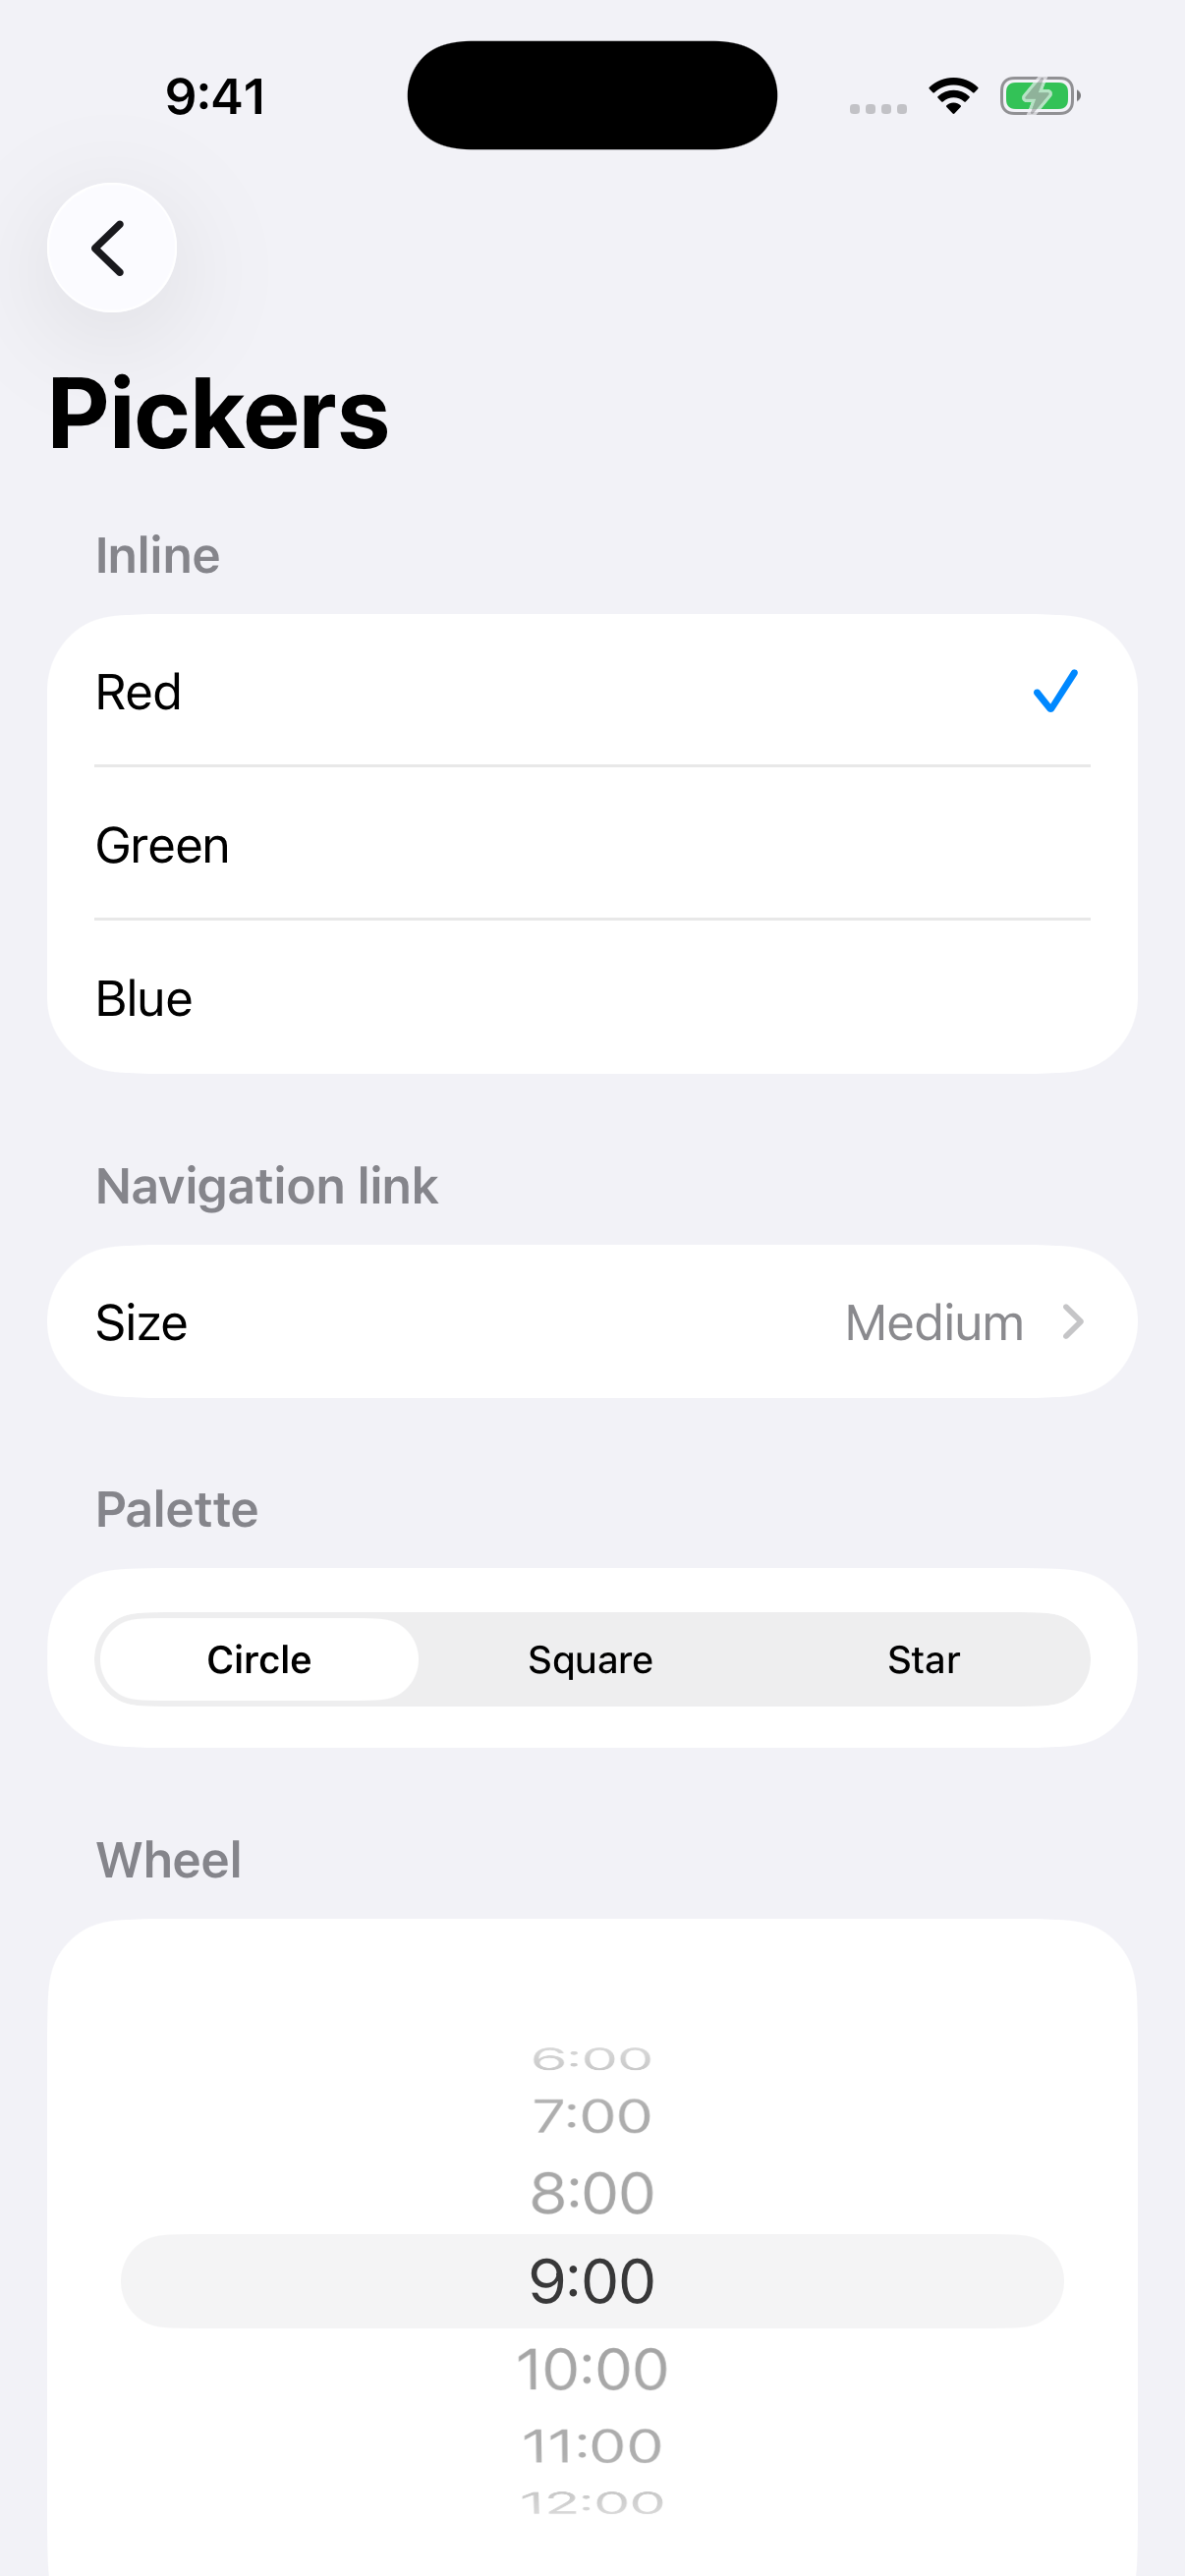 9:41
Pickers
Inline
Red
Green
Blue
Navigation link
Size Medium
Palette
Circle Square Star
Wheel
6:00
7:00
8:00
9:00
10:00
11:00
12:00